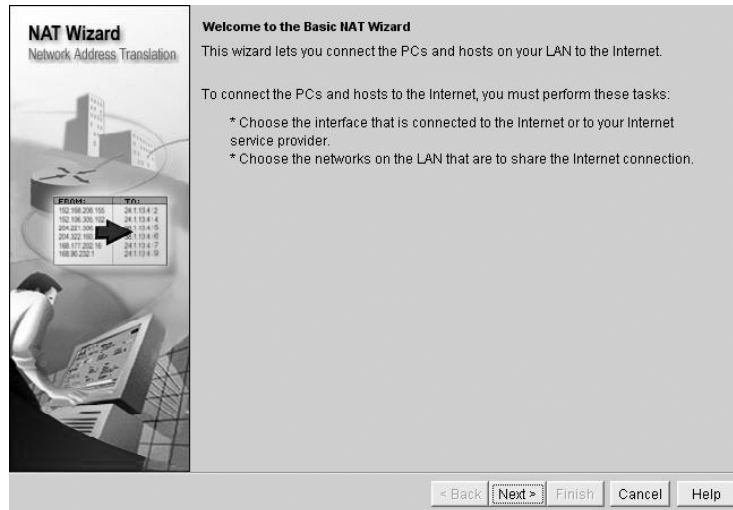 NAT Wizard
Network Address Translation
FROM: TO:
Welcome to the Basic NAT Wizard
This wizard lets you connect the PCs and hosts on your LAN to the Internet.
To connect the PCs and hosts to the Internet, you must perform these tasks:
* Choose the interface that is connected to the Internet or to your Internet
service provider.
* Choose the networks on the LAN that are to share the Internet connection.
< Back
Next >
Finish
Cancel
Help